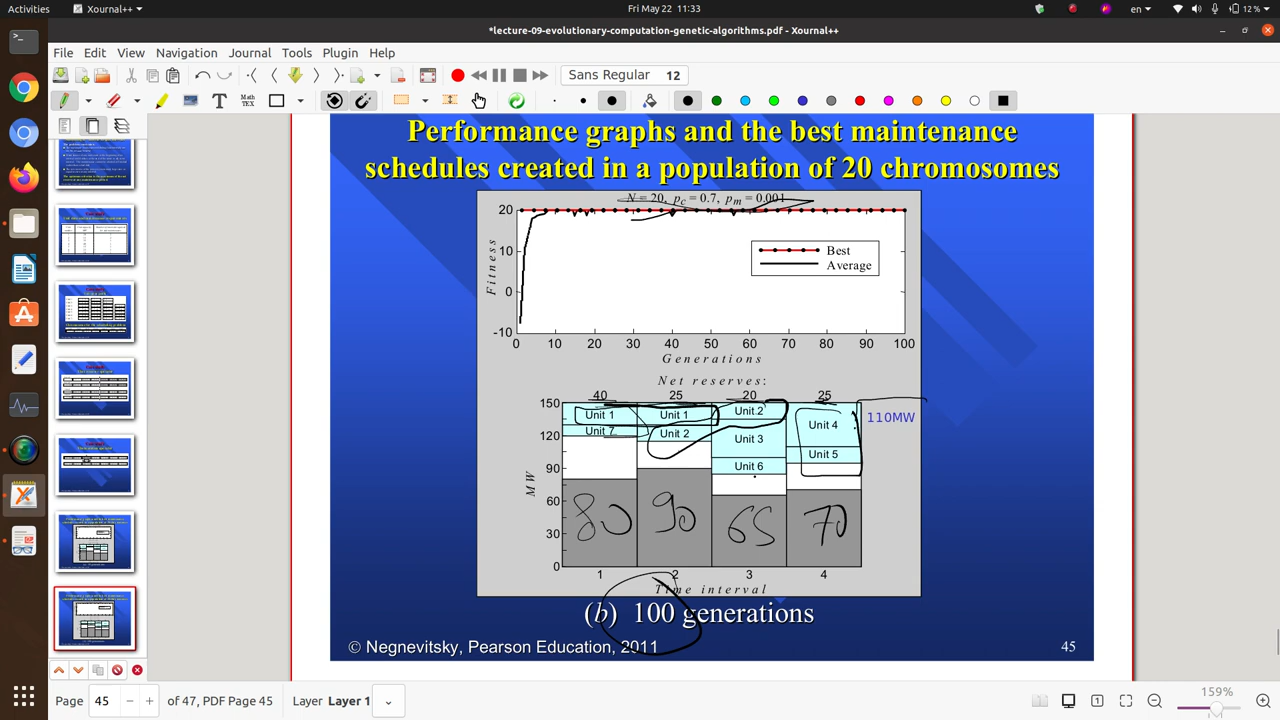 Activities Xournal++ Fri May 22 11:33 en 12 %
*lecture-09-evolutionary-computation-genetic-algorithms.pdf - Xournal++
File Edit View Navigation Journal Tools Plugin Help
Sans Regular 12
Performance graphs and the best maintenance
schedules created in a population of 20 chromosomes
N = 20, pc = 0.7, pm = 0.001
20
10
0
-10
Fitness
Best
Average
0 10 20 30 40 50 60 70 80 90 100
Generations
Net reserves:
40 25 20 25
150
120
90
60
30
0
MW
Unit 1 Unit 1 Unit 2 Unit 4
Unit 7 Unit 2 Unit 3 Unit 5
Unit 6
110MW
80 90 65 70
1 2 3 4
Time interval
(b) 100 generations
© Negnevitsky, Pearson Education, 2011 45
Page 45 of 47, PDF Page 45 Layer Layer 1 159%